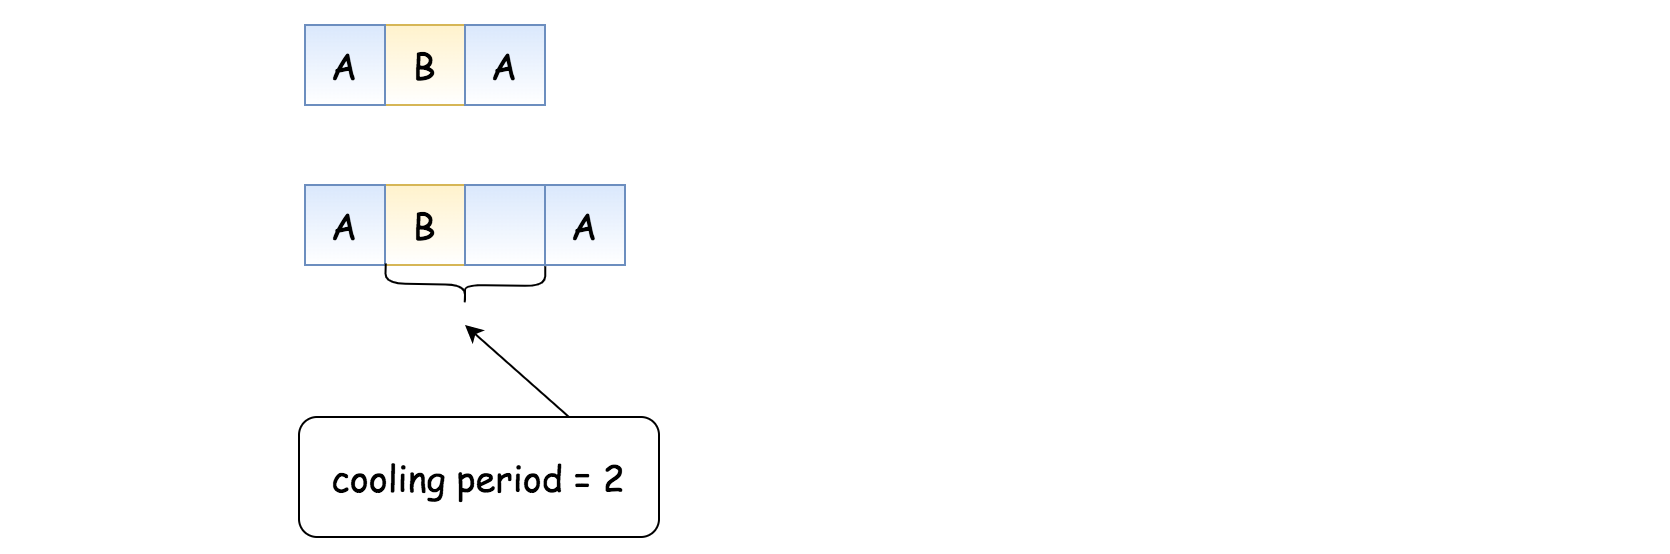 A B A
A B A
cooling period = 2